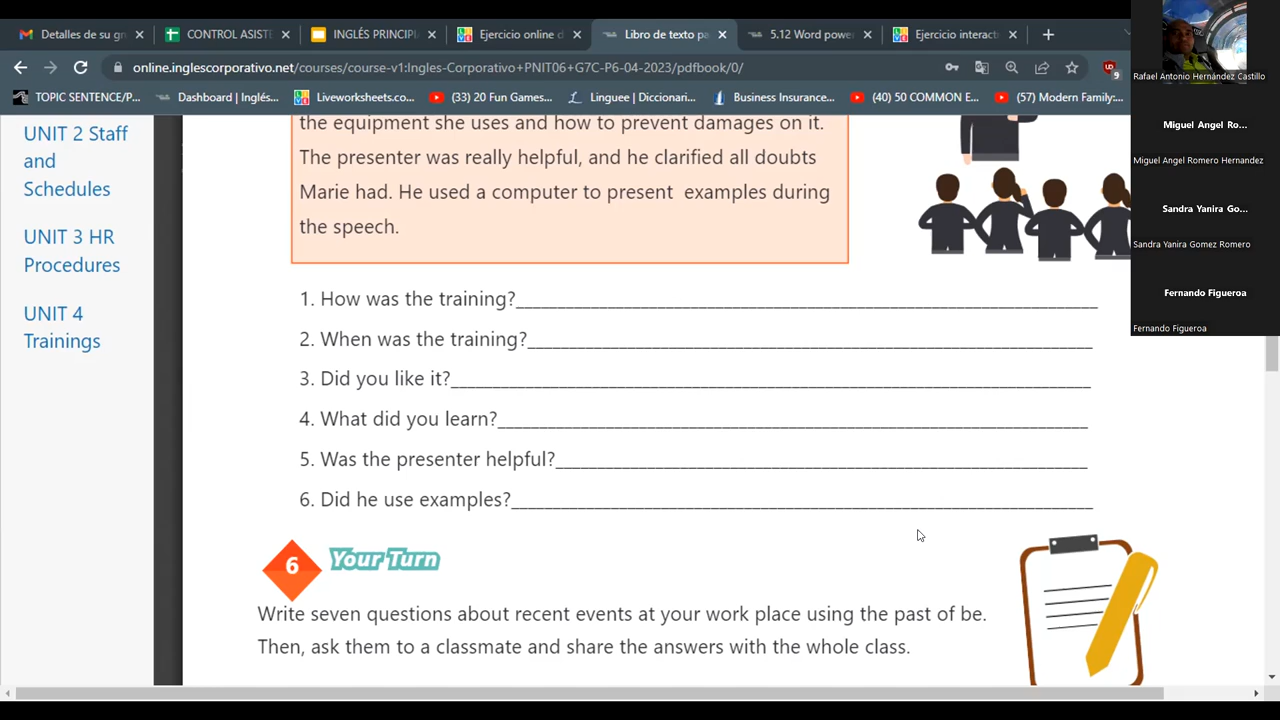 Detalles de su gr
CONTROL ASISTE
INGLÉS PRINCIPI
Ejercicio online d
Libro de texto pa
5.12 Word powe
Ejercicio interact
online.inglescorporativo.net/courses/course-v1:Ingles-Corporativo+PNIT06+G7C-P6-04-2023/pdfbook/0/
9
TOPIC SENTENCE/P...
Dashboard | Inglés...
Liveworksheets.co...
(33) 20 Fun Games...
Linguee | Diccionari...
Business Insurance...
(40) 50 COMMON E...
(57) Modern Family:...
Rafael Antonio Hernández Castillo
Miguel Angel Ro...
Miguel Angel Romero Hernandez
Sandra Yanira Go...
Sandra Yanira Gomez Romero
Fernando Figueroa
Fernando Figueroa
UNIT 2 Staff
and
Schedules
UNIT 3 HR
Procedures
UNIT 4
Trainings
the equipment she uses and how to prevent damages on it.
The presenter was really helpful, and he clarified all doubts
Marie had. He used a computer to present examples during
the speech.
1. How was the training?
2. When was the training?
3. Did you like it?
4. What did you learn?
5. Was the presenter helpful?
6. Did he use examples?
6 Your Turn
Write seven questions about recent events at your work place using the past of be.
Then, ask them to a classmate and share the answers with the whole class.